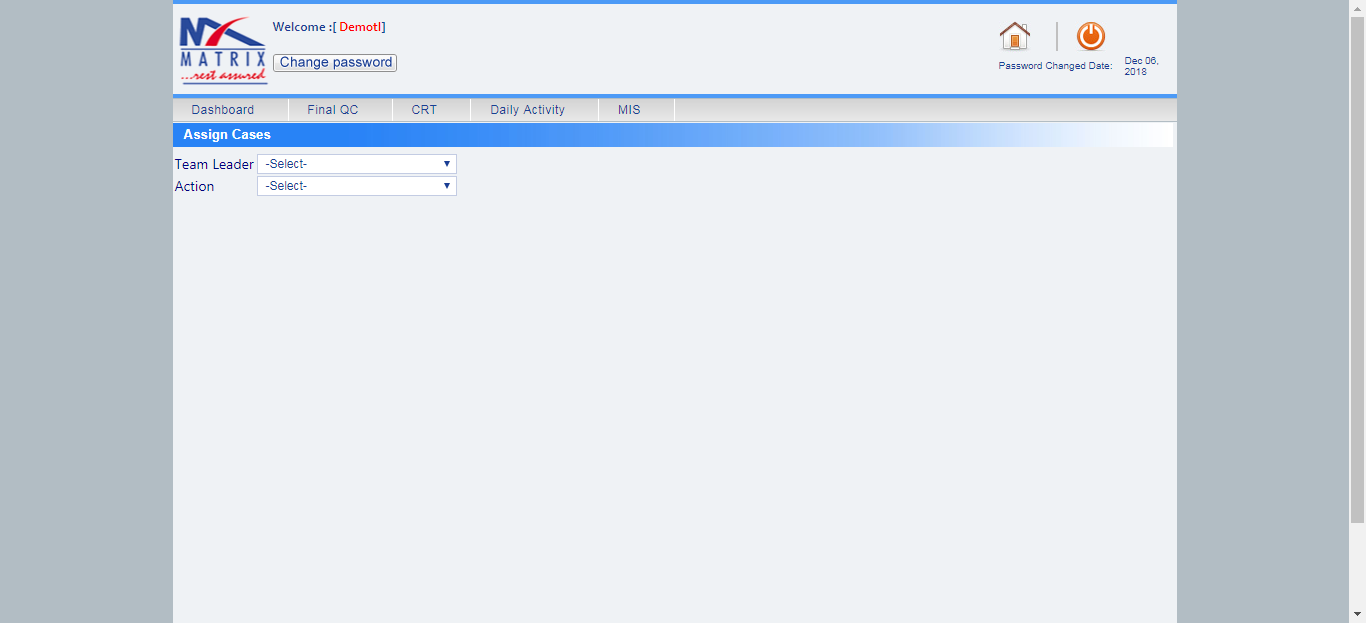 MATRIX
...rest assured
Welcome :[ Demotl]
Change password
Password Changed Date:
Dec 06,
2018
Dashboard Final QC CRT Daily Activity MIS
Assign Cases
Team Leader -Select-
Action -Select-